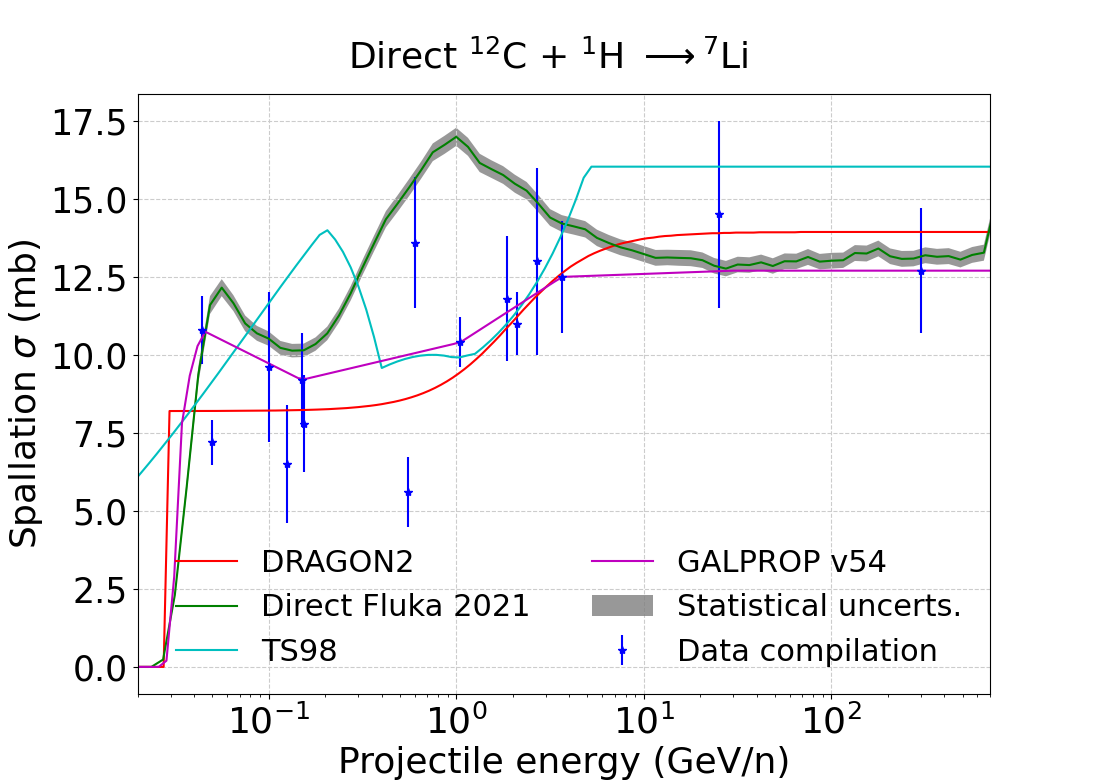 Direct ¹²C + ¹H ⟶ ⁷Li
Spallation σ (mb)
17.5
15.0
12.5
10.0
7.5
5.0
2.5
0.0
DRAGON2
Direct Fluka 2021
TS98
GALPROP v54
Statistical uncerts.
Data compilation
10⁻¹ 10⁰ 10¹ 10²
Projectile energy (GeV/n)